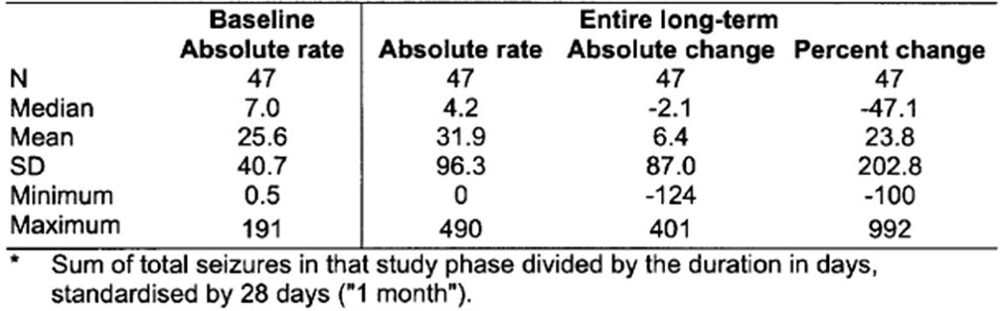 Baseline Entire long-term
Absolute rate Absolute rate Absolute change Percent change
N 47 47 47 47
Median 7.0 4.2 -2.1 -47.1
Mean 25.6 31.9 6.4 23.8
SD 40.7 96.3 87.0 202.8
Minimum 0.5 0 -124 -100
Maximum 191 490 401 992
* Sum of total seizures in that study phase divided by the duration in days,
standardised by 28 days ("1 month").